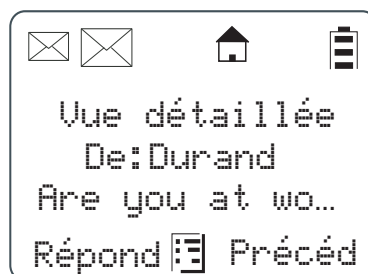 Vue détaillée
De:Durand
Are you at wo...
Répond Précéd